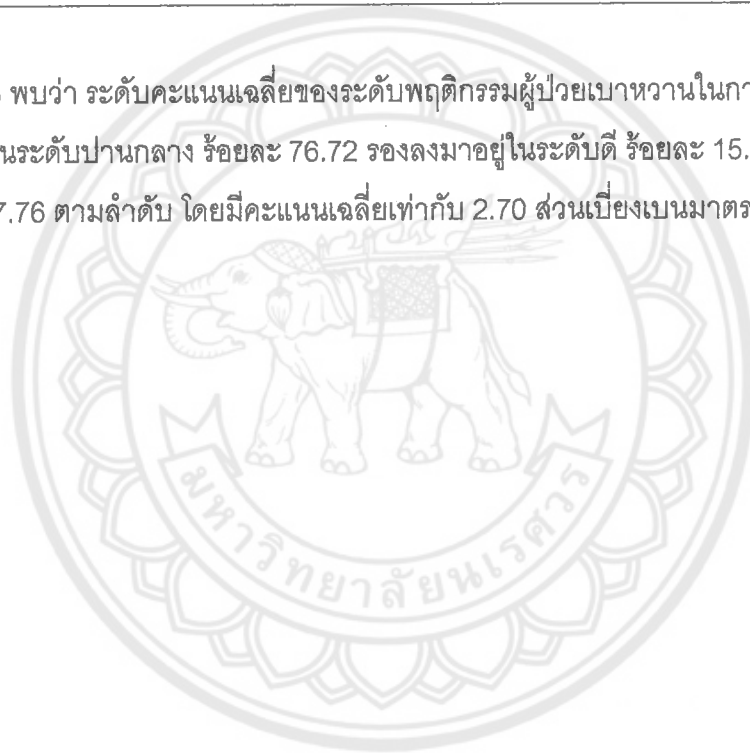 พบว่า ระดับคะแนนเฉลี่ยของระดับพฤติกรรมผู้ป่วยเบาหวานในกา
นระดับปานกลาง ร้อยละ 76.72 รองลงมาอยู่ในระดับดี ร้อยละ 15.
7.76 ตามลำดับ โดยมีคะแนนเฉลี่ยเท่ากับ 2.70 ส่วนเบี่ยงเบนมาตร
มหาวิทยาลัยนเรศวร